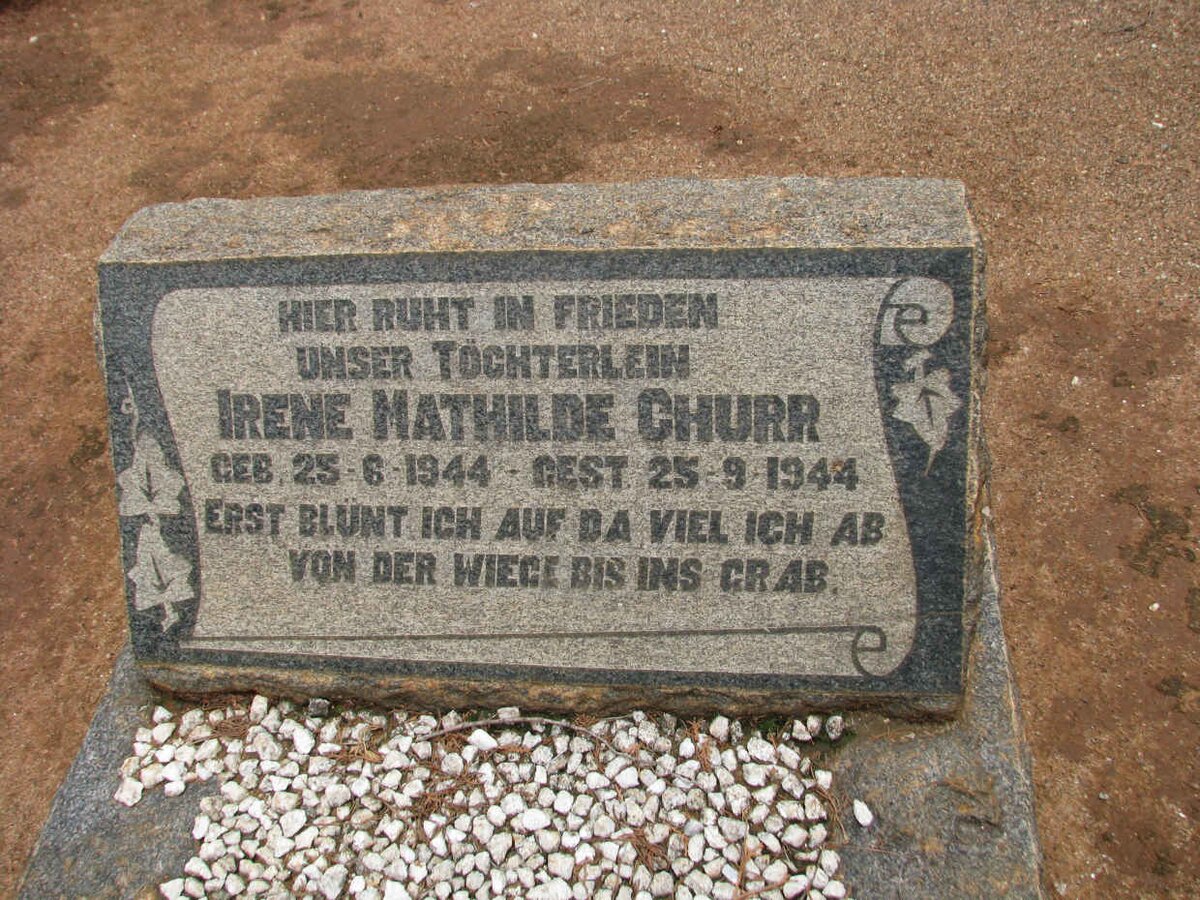 HIER RUHT IN FRIEDEN
UNSER TÖCHTERLEIN
IRENE MATHILDE CHURR
GEB. 25-6-1944 - GEST. 25-9-1944
ERST BLÜNT ICH AUF DA VIEL ICH AB
VON DER WIEGE BIS INS GRAB.